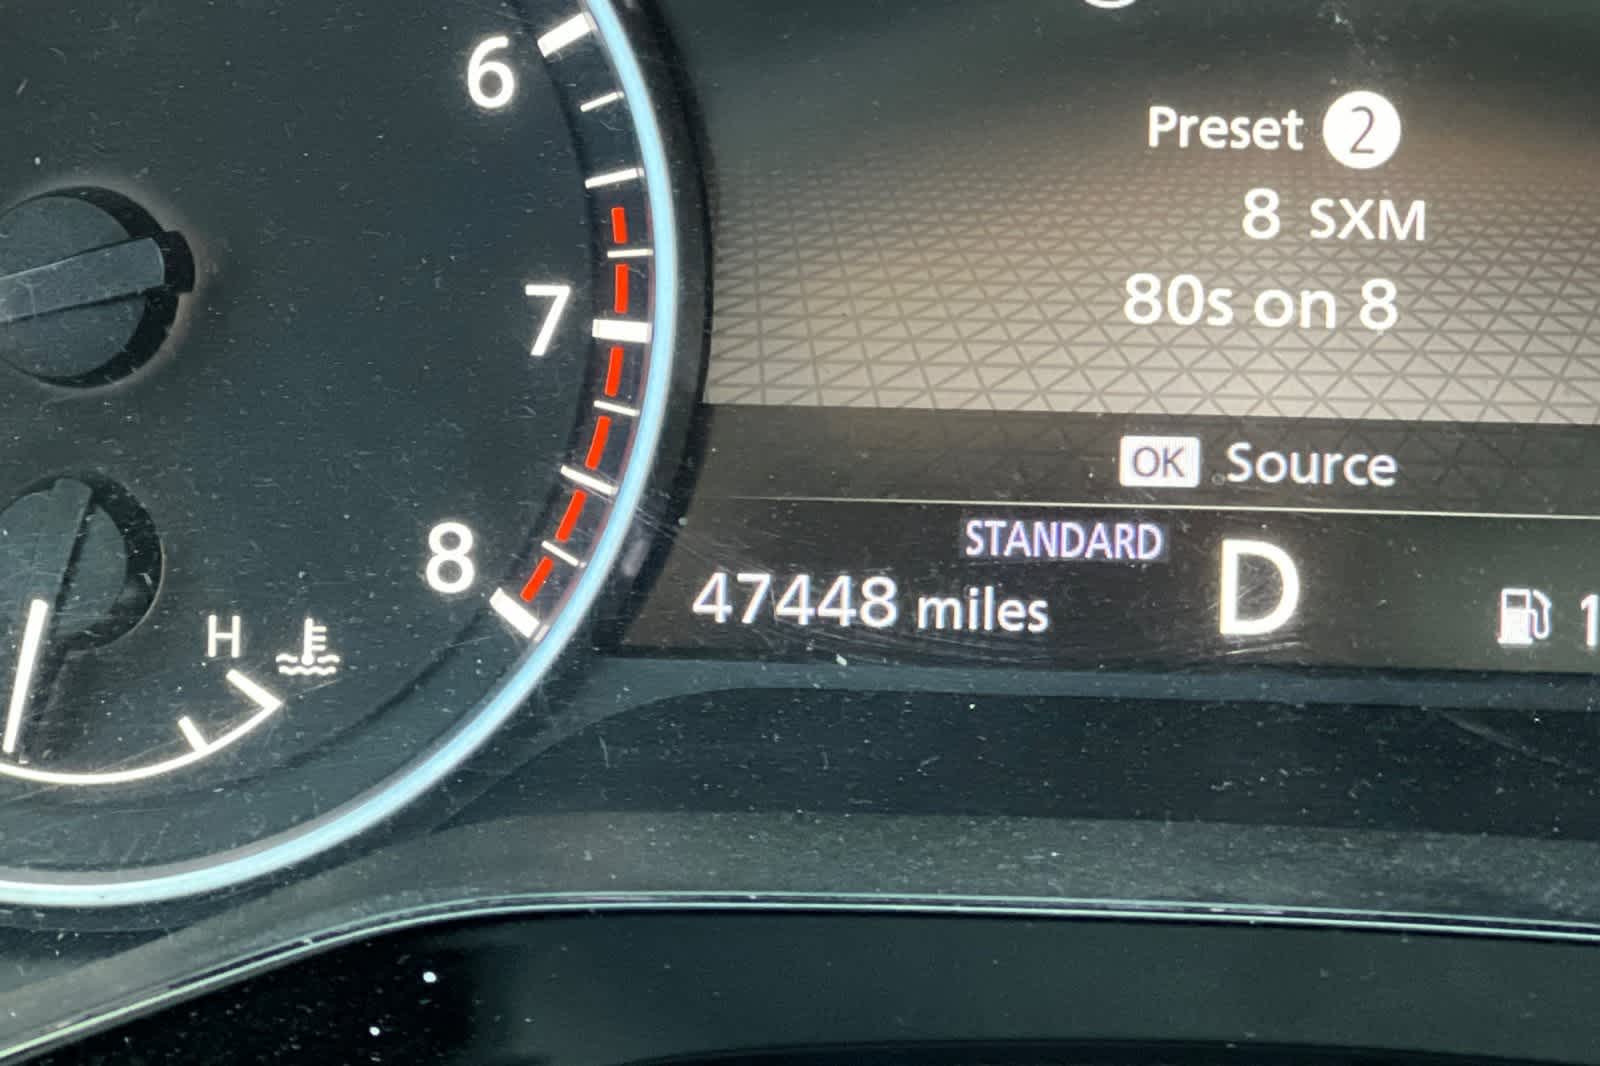 6
Preset 2
8 SXM
80s on 8
7
OK Source
STANDARD
8
47448 miles
D
H